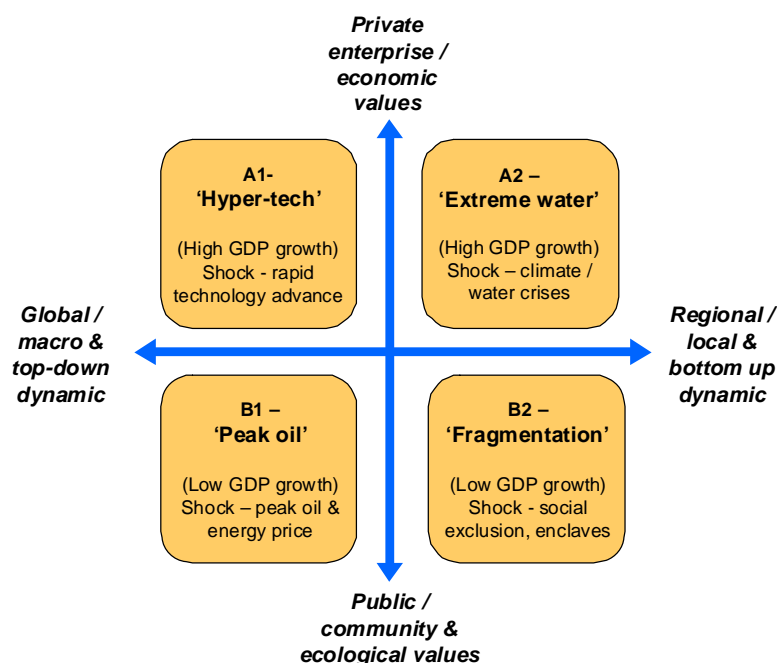 Private
enterprise /
economic
values
A1-
‘Hyper-tech’
(High GDP growth)
Shock - rapid
technology advance
A2 –
‘Extreme water’
(High GDP growth)
Shock – climate /
water crises
Global /
macro &
top-down
dynamic
Regional /
local &
bottom up
dynamic
B1 –
‘Peak oil’
(Low GDP growth)
Shock – peak oil &
energy price
B2 –
‘Fragmentation’
(Low GDP growth)
Shock - social
exclusion, enclaves
Public /
community &
ecological values